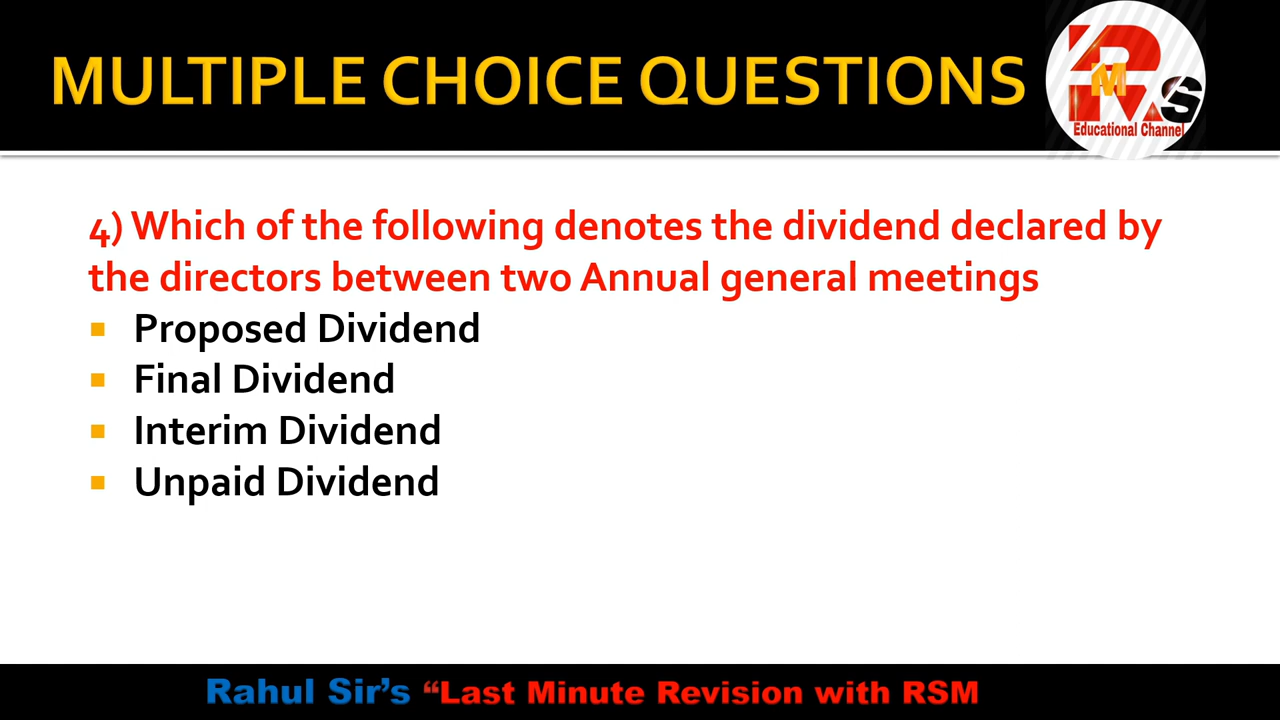 MULTIPLE CHOICE QUESTIONS
RMS
Educational Channel
4) Which of the following denotes the dividend declared by
the directors between two Annual general meetings
Proposed Dividend
Final Dividend
Interim Dividend
Unpaid Dividend
Rahul Sir's “Last Minute Revision with RSM